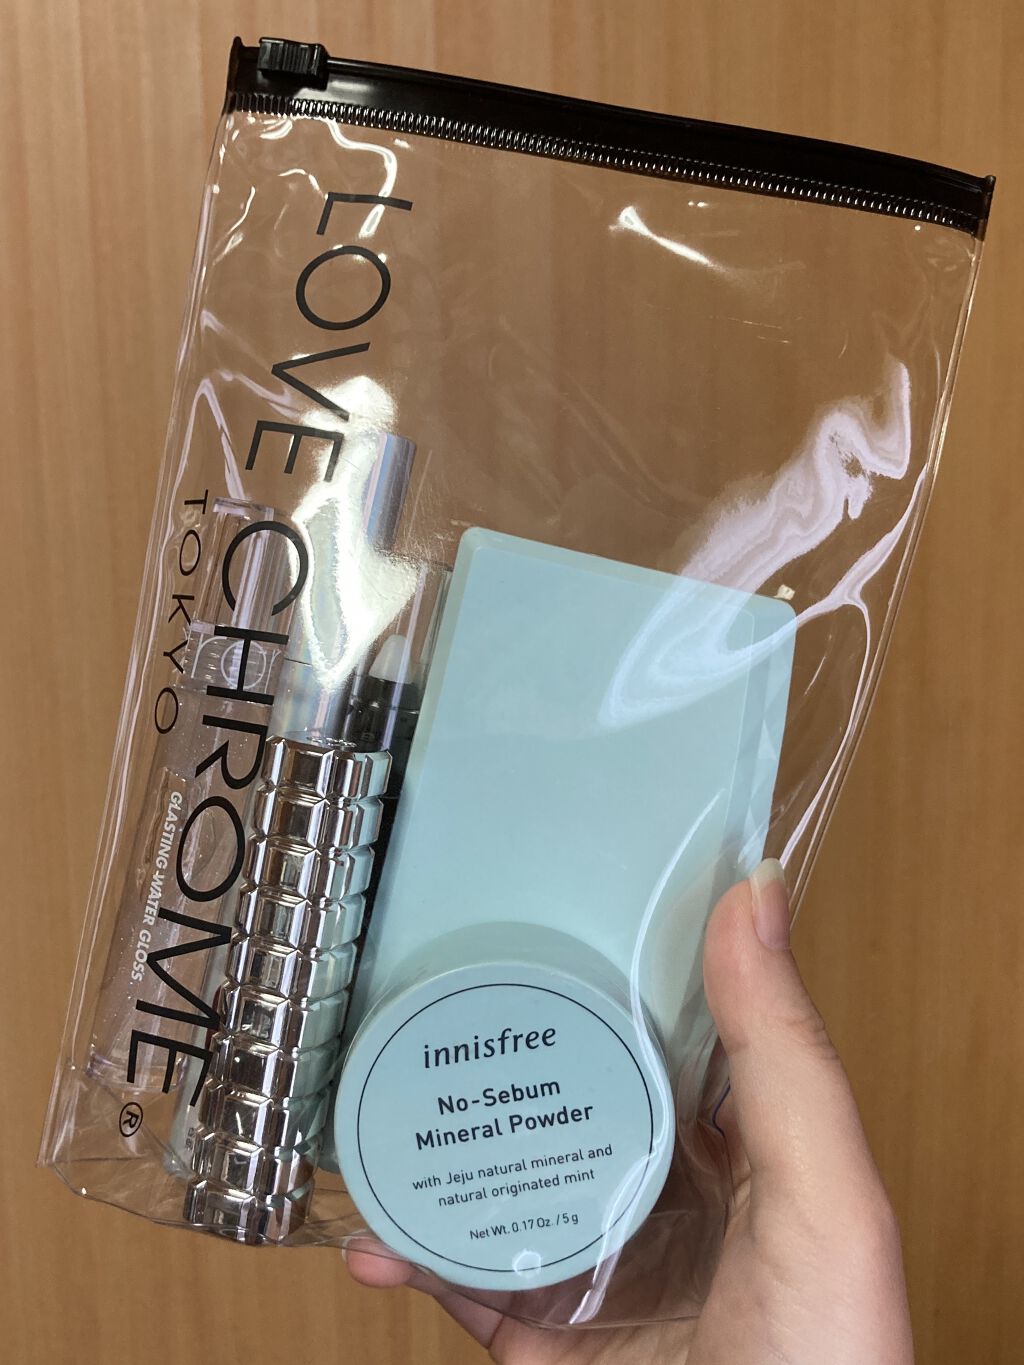 LOVE CHROME®
TOKYO
GLASTING WATER GLOSS
innisfree
No-Sebum
Mineral Powder
with Jeju natural mineral and
natural originated mint
Net Wt. 0.17 Oz. / 5 g